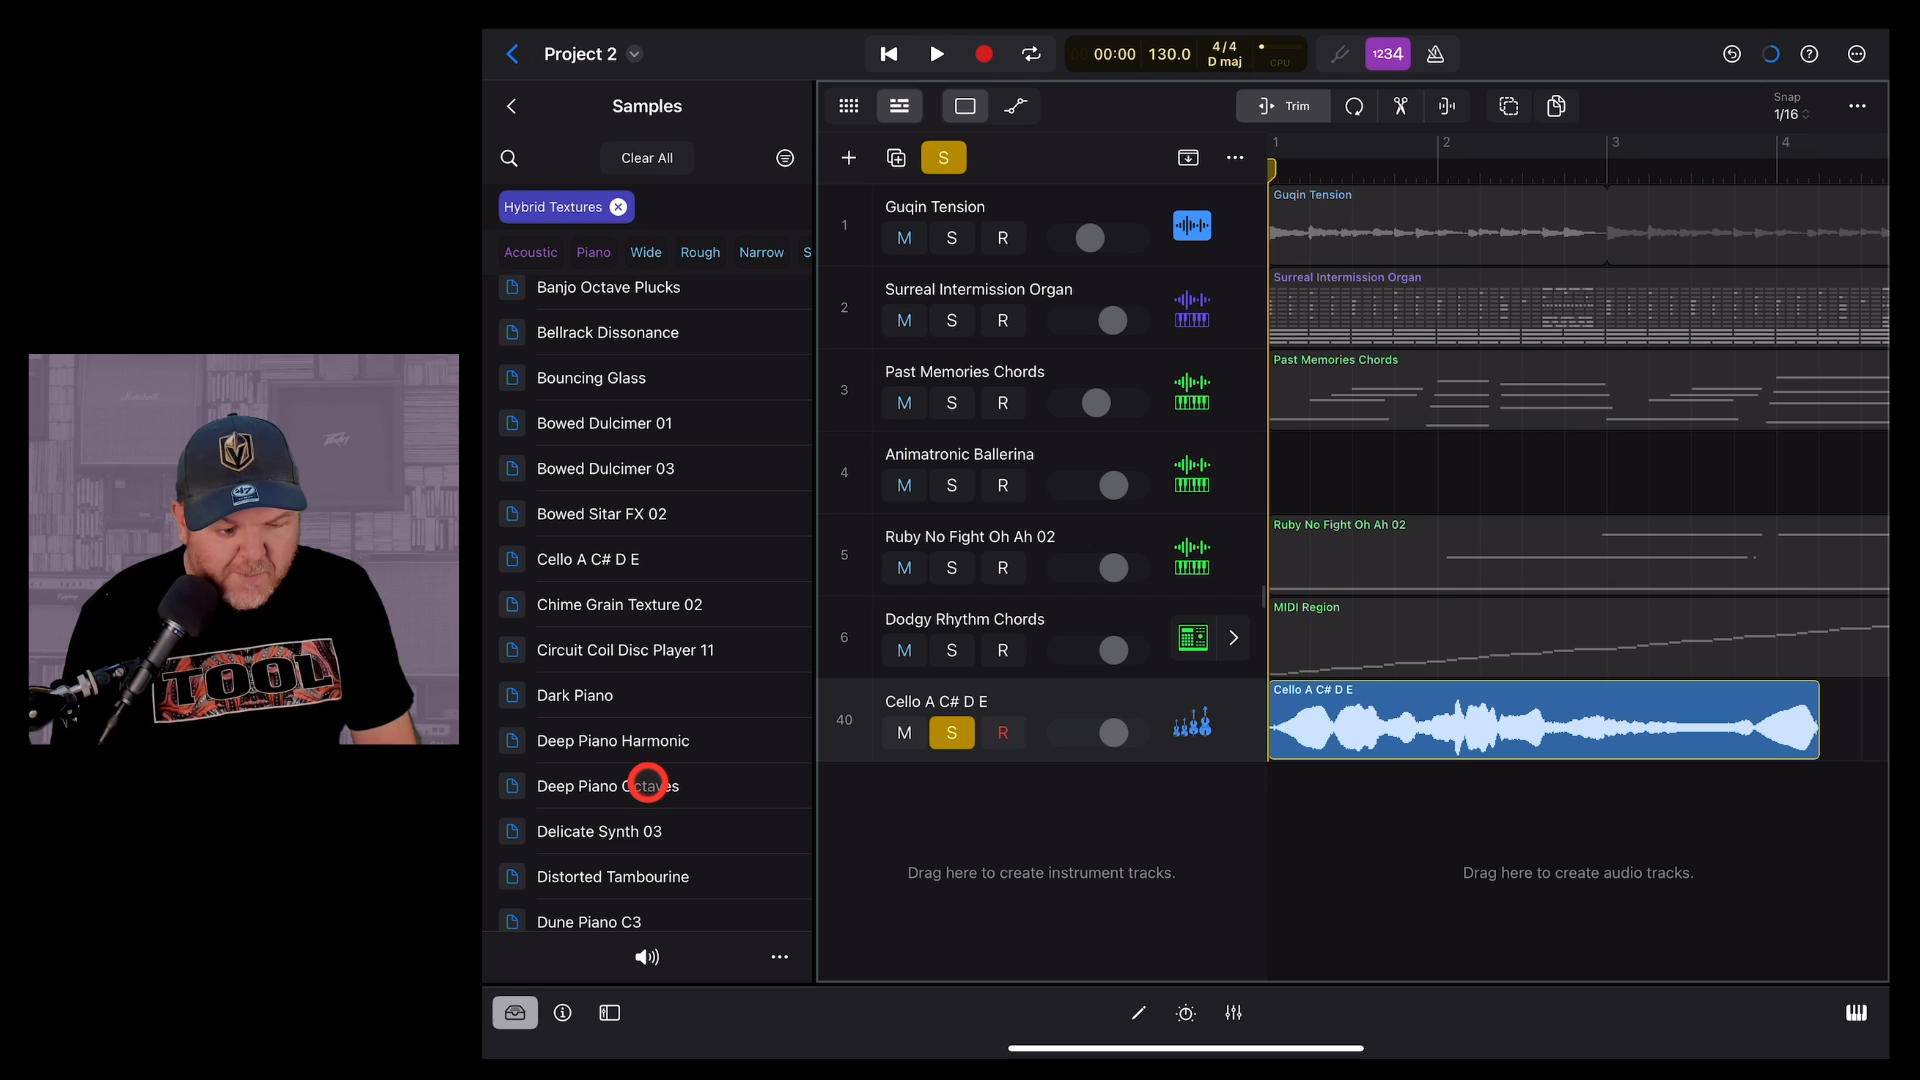 Project 2
00:00
130.0
4/4
D maj
CPU
1234
Samples
Trim
Snap
1/16
Clear All
S
1
2
3
4
Hybrid Textures
Acoustic
Piano
Wide
Rough
Narrow
S
Banjo Octave Plucks
Bellrack Dissonance
Bouncing Glass
Bowed Dulcimer 01
Bowed Dulcimer 03
Bowed Sitar FX 02
Cello A C# D E
Chime Grain Texture 02
Circuit Coil Disc Player 11
Dark Piano
Deep Piano Harmonic
Deep Piano Octaves
Delicate Synth 03
Distorted Tambourine
Dune Piano C3
1
Guqin Tension
M S R
2
Surreal Intermission Organ
M S R
3
Past Memories Chords
M S R
4
Animatronic Ballerina
M S R
5
Ruby No Fight Oh Ah 02
M S R
6
Dodgy Rhythm Chords
M S R
40
Cello A C# D E
M S R
Guqin Tension
Surreal Intermission Organ
Past Memories Chords
Ruby No Fight Oh Ah 02
MIDI Region
Cello A C# D E
Drag here to create instrument tracks.
Drag here to create audio tracks.
Marshall
Peavey
47
TOOL